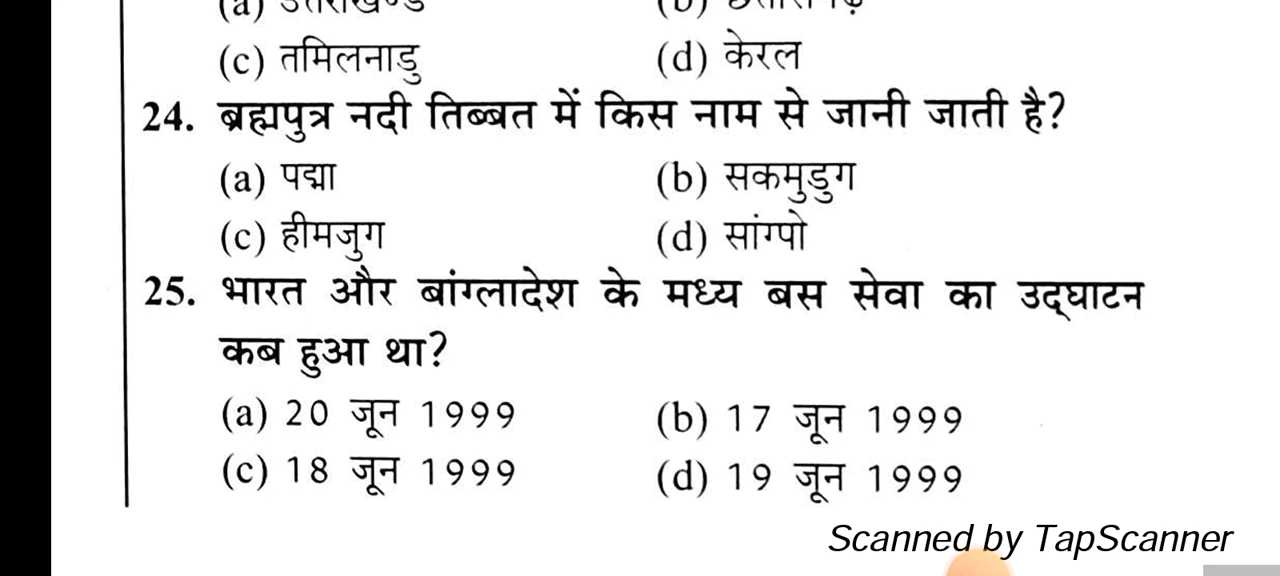 (c) तमिलनाडु (d) केरल
24. ब्रह्मपुत्र नदी तिब्बत में किस नाम से जानी जाती है?
(a) पद्मा (b) सकमुडुग
(c) हीमजुग (d) सांग्पो
25. भारत और बांग्लादेश के मध्य बस सेवा का उद्घाटन
कब हुआ था?
(a) 20 जून 1999 (b) 17 जून 1999
(c) 18 जून 1999 (d) 19 जून 1999
Scanned by TapScanner